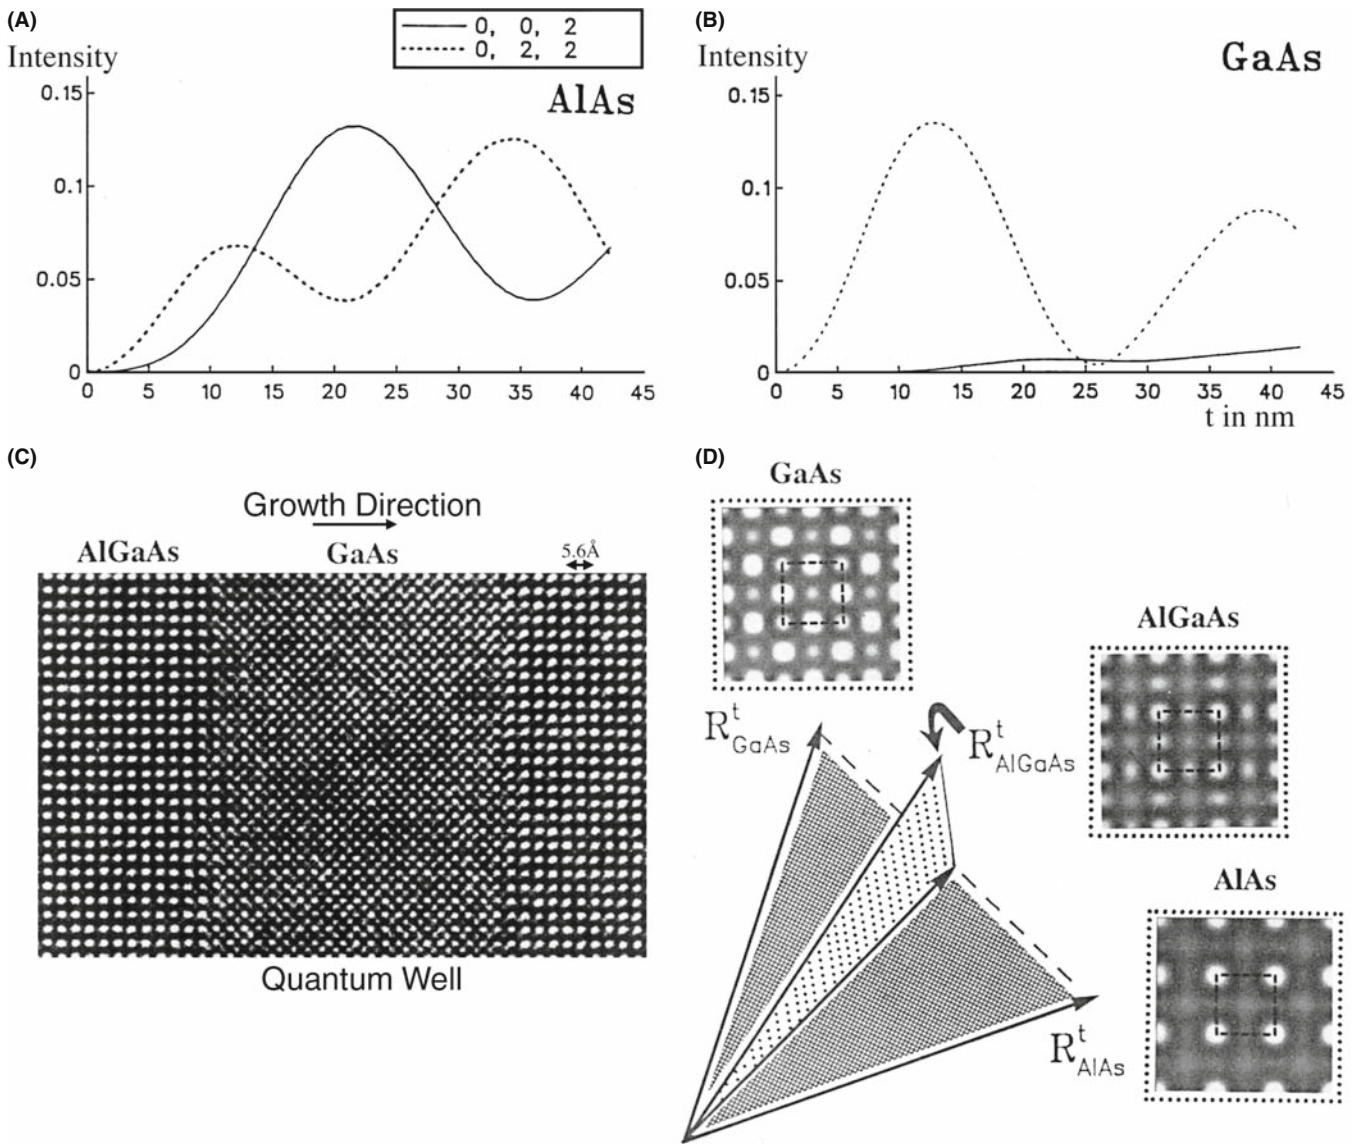 (A)
Intensity
0, 0, 2
0, 2, 2
AlAs
0.15
0.1
0.05
0
0 5 10 15 20 25 30 35 40 45
(B)
Intensity
GaAs
0.15
0.1
0.05
0
0 5 10 15 20 25 30 35 40 45
t in nm
(C)
Growth Direction
AlGaAs GaAs 5.6Å
Quantum Well
(D)
GaAs
AlGaAs
AlAs
R^t_GaAs
R^t_AlGaAs
R^t_AlAs